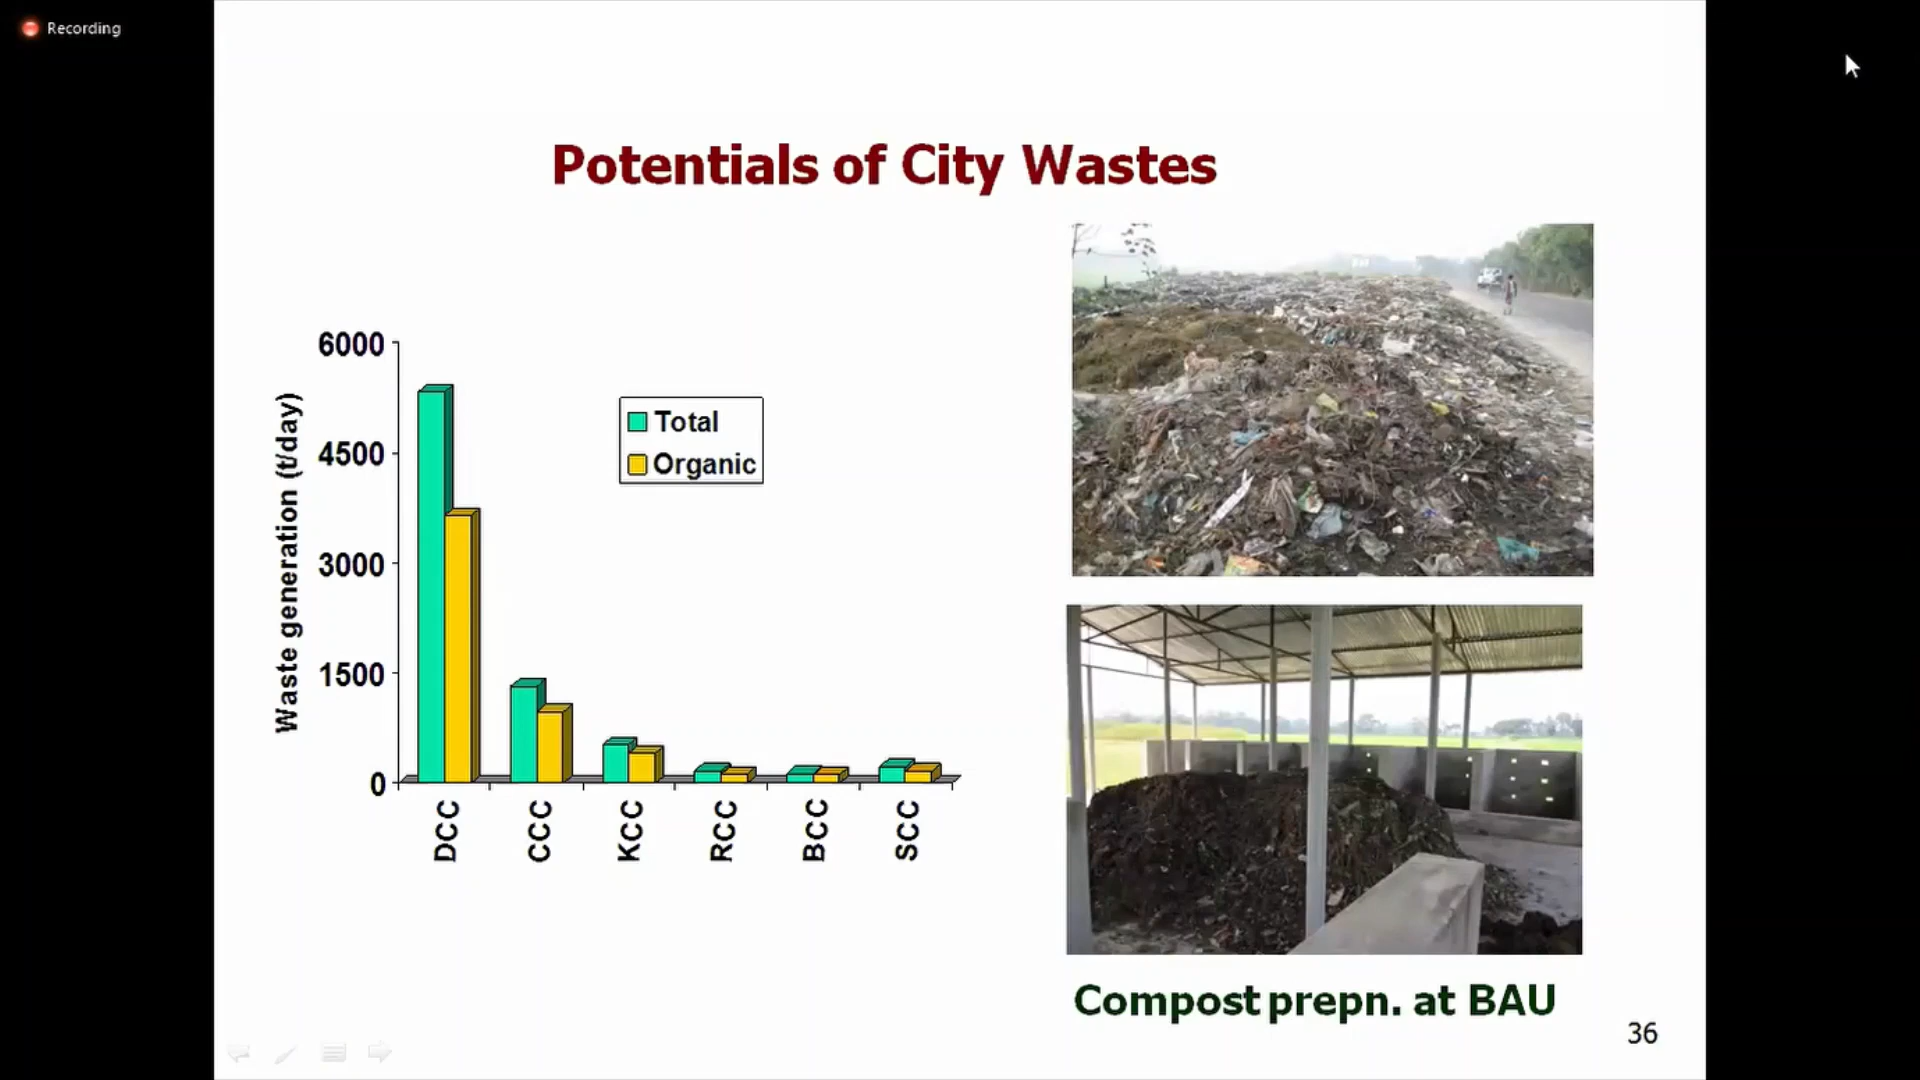 Recording
Potentials of City Wastes
Waste generation (t/day)
6000
4500
3000
1500
0
Total
Organic
DCC
CCC
KCC
RCC
BCC
SCC
Compost prepn. at BAU
36